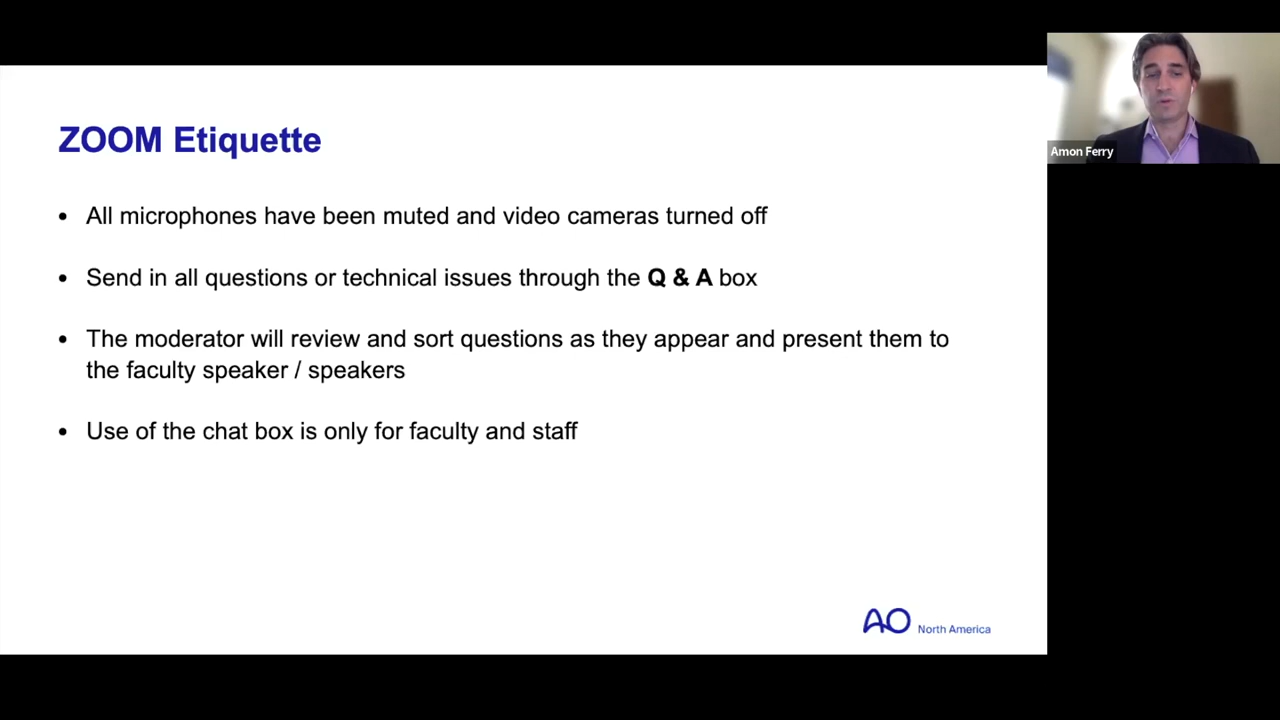 ZOOM Etiquette
• All microphones have been muted and video cameras turned off
• Send in all questions or technical issues through the Q & A box
• The moderator will review and sort questions as they appear and present them to
the faculty speaker / speakers
• Use of the chat box is only for faculty and staff
AO North America
Amon Ferry